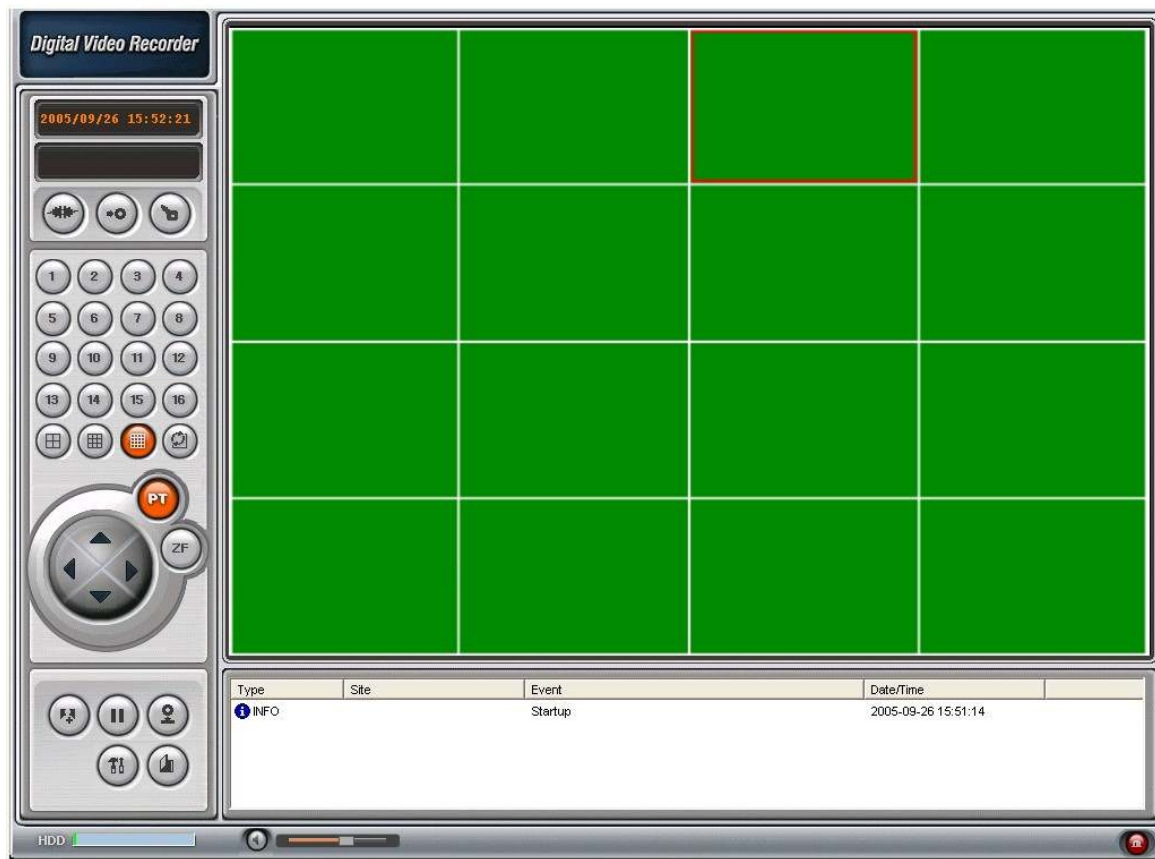 Digital Video Recorder
2005/09/26 15:52:21
1 2 3 4
5 6 7 8
9 10 11 12
13 14 15 16
PT
ZF
Type Site Event Date/Time
INFO Startup 2005-09-26 15:51:14
HDD